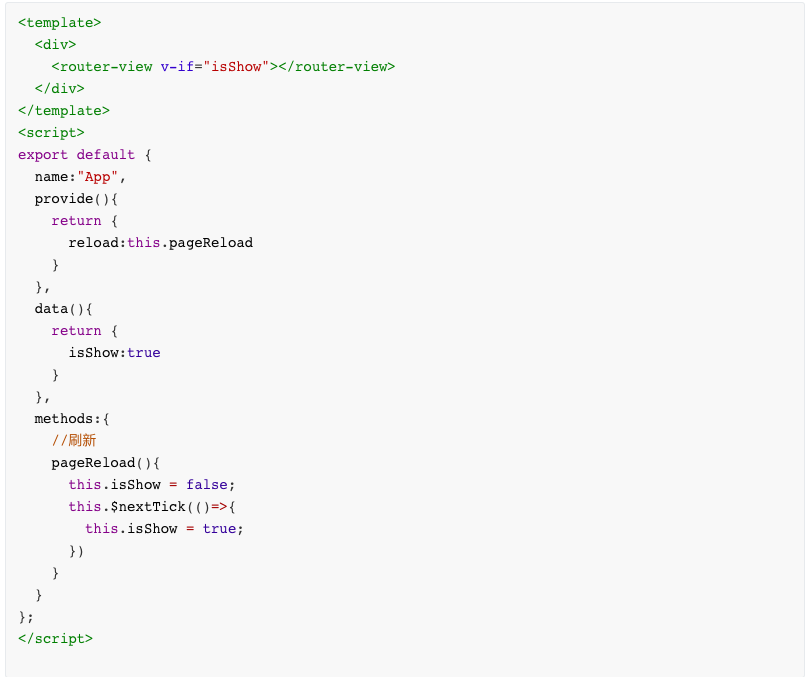 <template>
  <div>
    <router-view v-if="isShow"></router-view>
  </div>
</template>
<script>
export default {
  name:"App",
  provide(){
    return {
      reload:this.pageReload
    }
  },
  data(){
    return {
      isShow:true
    }
  },
  methods:{
    //刷新
    pageReload(){
      this.isShow = false;
      this.$nextTick(()=>{
        this.isShow = true;
      })
    }
  }
};
</script>